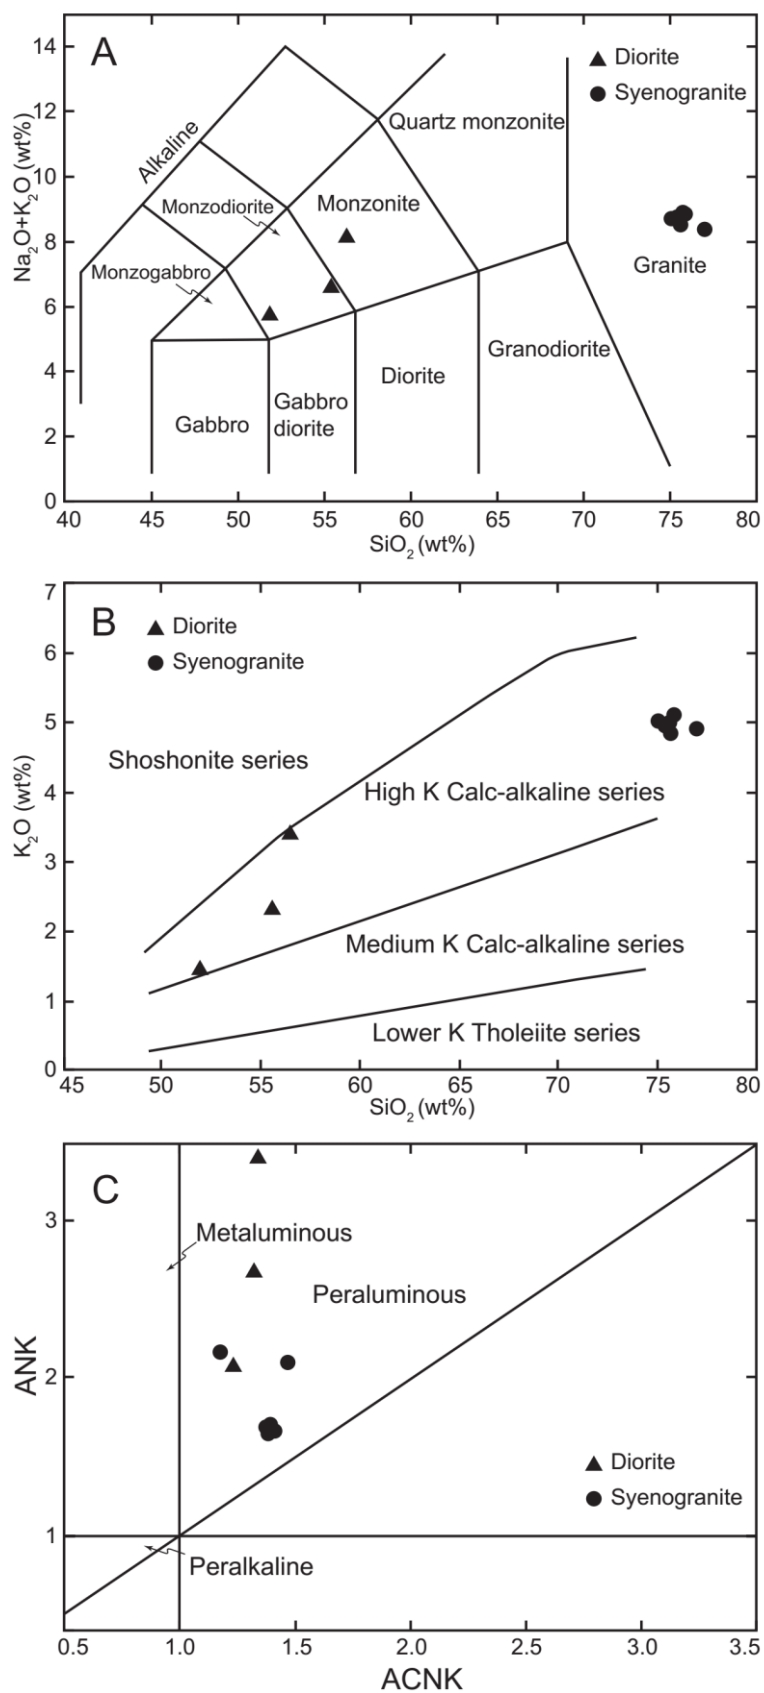 A
▲ Diorite
● Syenogranite
Alkaline
Quartz monzonite
Monzodiorite
Monzonite
Monzogabbro
Granite
Granodiorite
Diorite
Gabbro
Gabbro
diorite
Na₂O+K₂O (wt%)
14
12
10
8
6
4
2
0
40 45 50 55 60 65 70 75 80
SiO₂ (wt%)
B
▲ Diorite
● Syenogranite
Shoshonite series
High K Calc-alkaline series
Medium K Calc-alkaline series
Lower K Tholeiite series
K₂O (wt%)
7
6
5
4
3
2
1
0
45 50 55 60 65 70 75 80
SiO₂ (wt%)
C
Metaluminous
Peraluminous
▲ Diorite
● Syenogranite
Peralkaline
ANK
3
2
1
0.5 1.0 1.5 2.0 2.5 3.0 3.5
ACNK